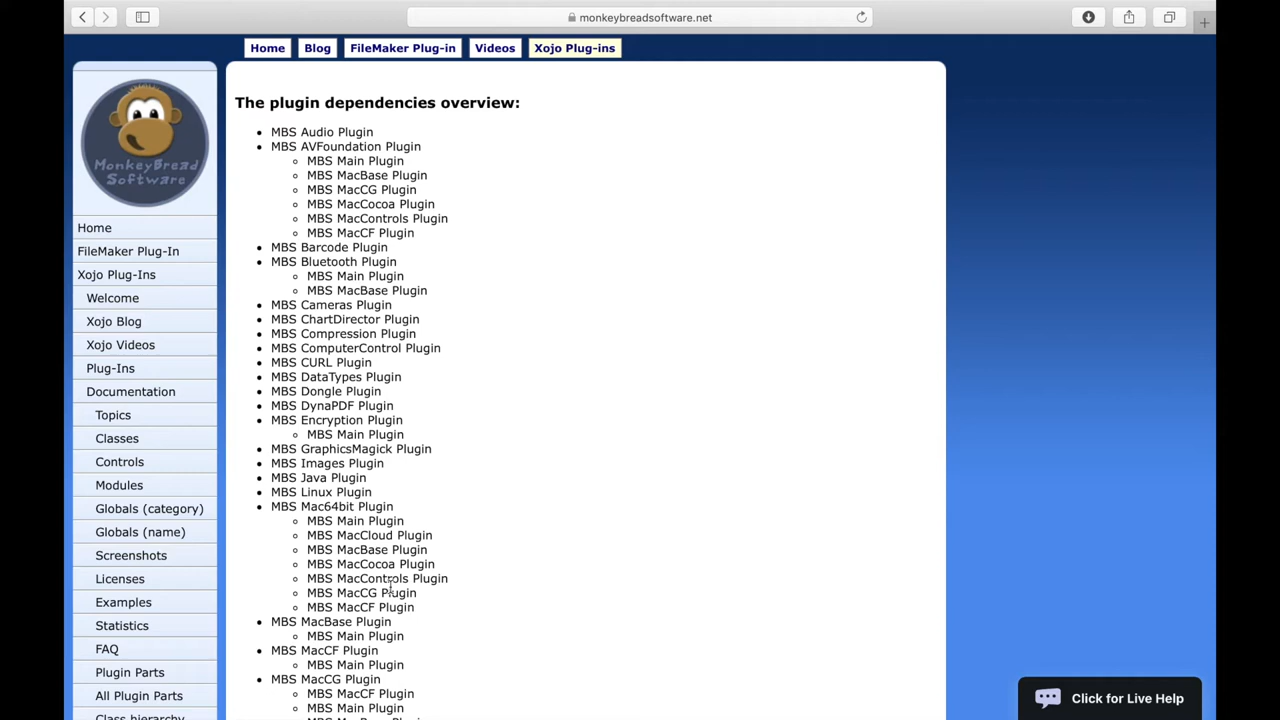 monkeybreadsoftware.net
Home Blog FileMaker Plug-in Videos Xojo Plug-ins
MonkeyBread
Software
Home
FileMaker Plug-In
Xojo Plug-Ins
Welcome
Xojo Blog
Xojo Videos
Plug-Ins
Documentation
Topics
Classes
Controls
Modules
Globals (category)
Globals (name)
Screenshots
Licenses
Examples
Statistics
FAQ
Plugin Parts
All Plugin Parts
Class hierarchy
The plugin dependencies overview:
MBS Audio Plugin
MBS AVFoundation Plugin
MBS Main Plugin
MBS MacBase Plugin
MBS MacCG Plugin
MBS MacCocoa Plugin
MBS MacControls Plugin
MBS MacCF Plugin
MBS Barcode Plugin
MBS Bluetooth Plugin
MBS Main Plugin
MBS MacBase Plugin
MBS Cameras Plugin
MBS ChartDirector Plugin
MBS Compression Plugin
MBS ComputerControl Plugin
MBS CURL Plugin
MBS DataTypes Plugin
MBS Dongle Plugin
MBS DynaPDF Plugin
MBS Encryption Plugin
MBS Main Plugin
MBS GraphicsMagick Plugin
MBS Images Plugin
MBS Java Plugin
MBS Linux Plugin
MBS Mac64bit Plugin
MBS Main Plugin
MBS MacCloud Plugin
MBS MacBase Plugin
MBS MacCocoa Plugin
MBS MacControls Plugin
MBS MacCG Plugin
MBS MacCF Plugin
MBS MacBase Plugin
MBS Main Plugin
MBS MacCF Plugin
MBS Main Plugin
MBS MacCG Plugin
MBS MacCF Plugin
MBS Main Plugin
Click for Live Help